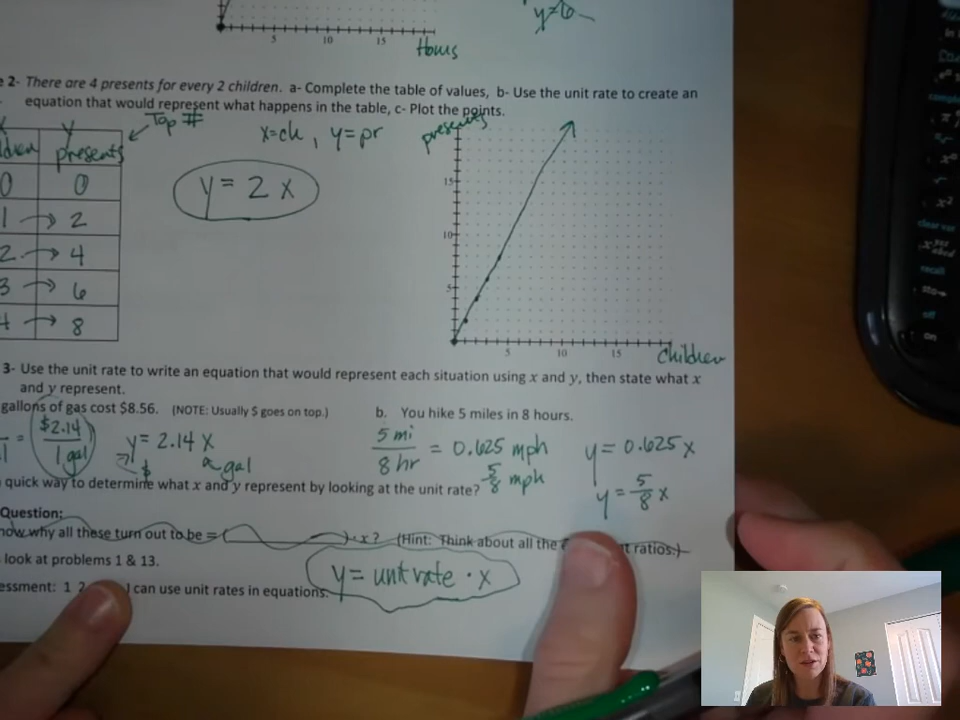 5 10 15
Hours
y=6
2- There are 4 presents for every 2 children. a- Complete the table of values, b- Use the unit rate to create an
equation that would represent what happens in the table, c- Plot the points.
Top #
x=ch, y=pr
presents
y
presents
0 0
1 2
2 4
3 6
4 8
y = 2x
15
10
5
5 10 15
Children
3- Use the unit rate to write an equation that would represent each situation using x and y, then state what x
and y represent.
gallons of gas cost $8.56. (NOTE: Usually $ goes on top.)
= $2.14 / 1 gal
y = 2.14 x
$ gal
b. You hike 5 miles in 8 hours.
5 mi / 8 hr = 0.625 mph
5/8 mph
y = 0.625x
y = 5/8 x
quick way to determine what x and y represent by looking at the unit rate?
Question:
why all these turn out to be = x? (Hint: Think about all the ratios.)
look at problems 1 & 13.
y = unit rate · x
1 2 I can use unit rates in equations.